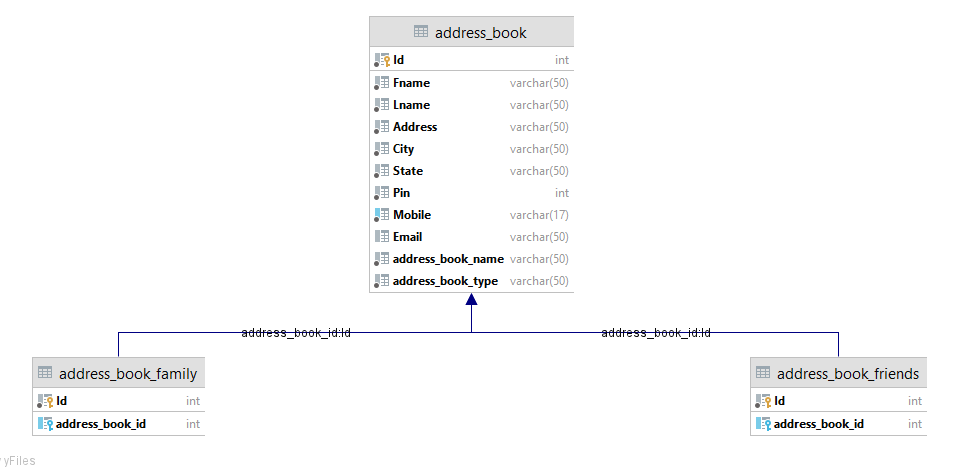 address_book
Id int
Fname varchar(50)
Lname varchar(50)
Address varchar(50)
City varchar(50)
State varchar(50)
Pin int
Mobile varchar(17)
Email varchar(50)
address_book_name varchar(50)
address_book_type varchar(50)
address_book_id:Id address_book_id:Id
address_book_family address_book_friends
Id int Id int
address_book_id int address_book_id int
yFiles